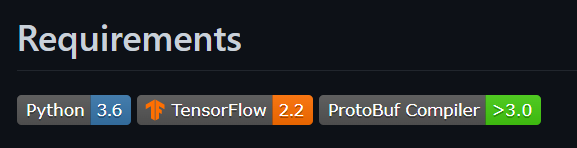 Requirements
Python 3.6 TensorFlow 2.2 ProtoBuf Compiler >3.0